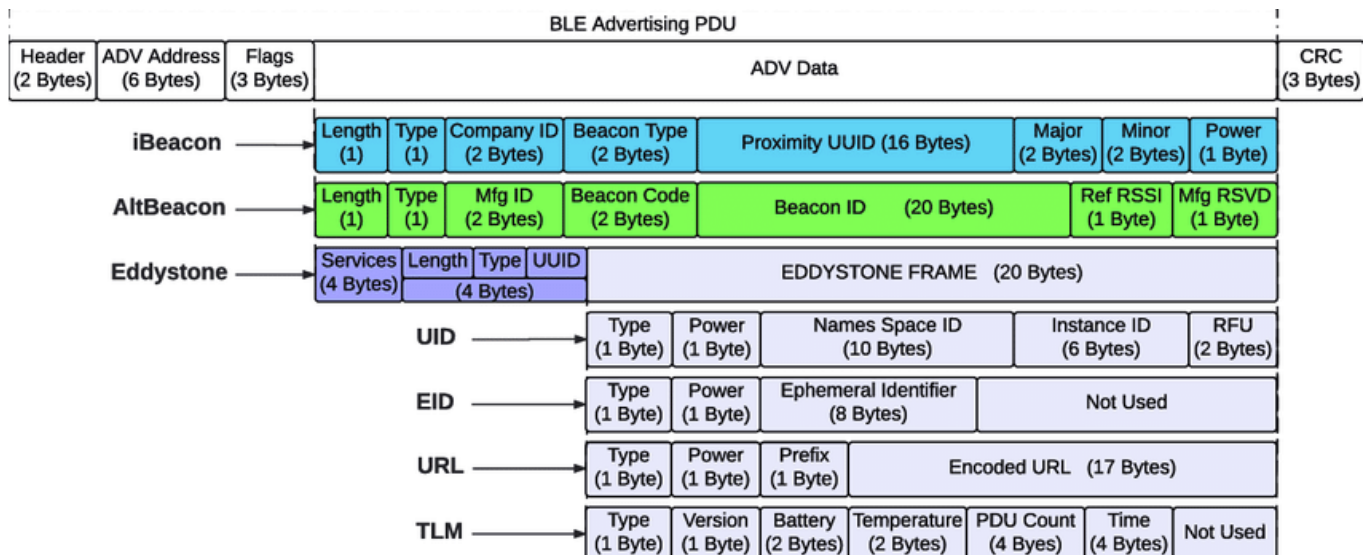 BLE Advertising PDU
Header ADV Address Flags ADV Data CRC
(2 Bytes) (6 Bytes) (3 Bytes) (3 Bytes)
iBeacon Length Type Company ID Beacon Type Proximity UUID (16 Bytes) Major Minor Power
(1) (1) (2 Bytes) (2 Bytes) (2 Bytes) (2 Bytes) (1 Byte)
AltBeacon Length Type Mfg ID Beacon Code Beacon ID (20 Bytes) Ref RSSI Mfg RSVD
(1) (1) (2 Bytes) (2 Bytes) (1 Byte) (1 Byte)
Eddystone Services Length Type UUID EDDYSTONE FRAME (20 Bytes)
(4 Bytes) (4 Bytes)
UID Type Power Names Space ID Instance ID RFU
(1 Byte) (1 Byte) (10 Bytes) (6 Bytes) (2 Bytes)
EID Type Power Ephemeral Identifier Not Used
(1 Byte) (1 Byte) (8 Bytes)
URL Type Power Prefix Encoded URL (17 Bytes)
(1 Byte) (1 Byte) (1 Byte)
TLM Type Version Battery Temperature PDU Count Time Not Used
(1 Byte) (1 Byte) (2 Bytes) (2 Bytes) (4 Byes) (4 Bytes)